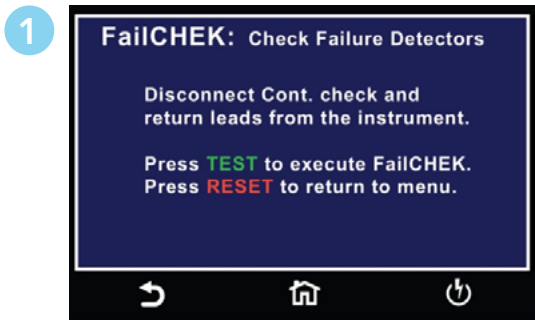 1
FailCHEK: Check Failure Detectors
Disconnect Cont. check and
return leads from the instrument.
Press TEST to execute FailCHEK.
Press RESET to return to menu.